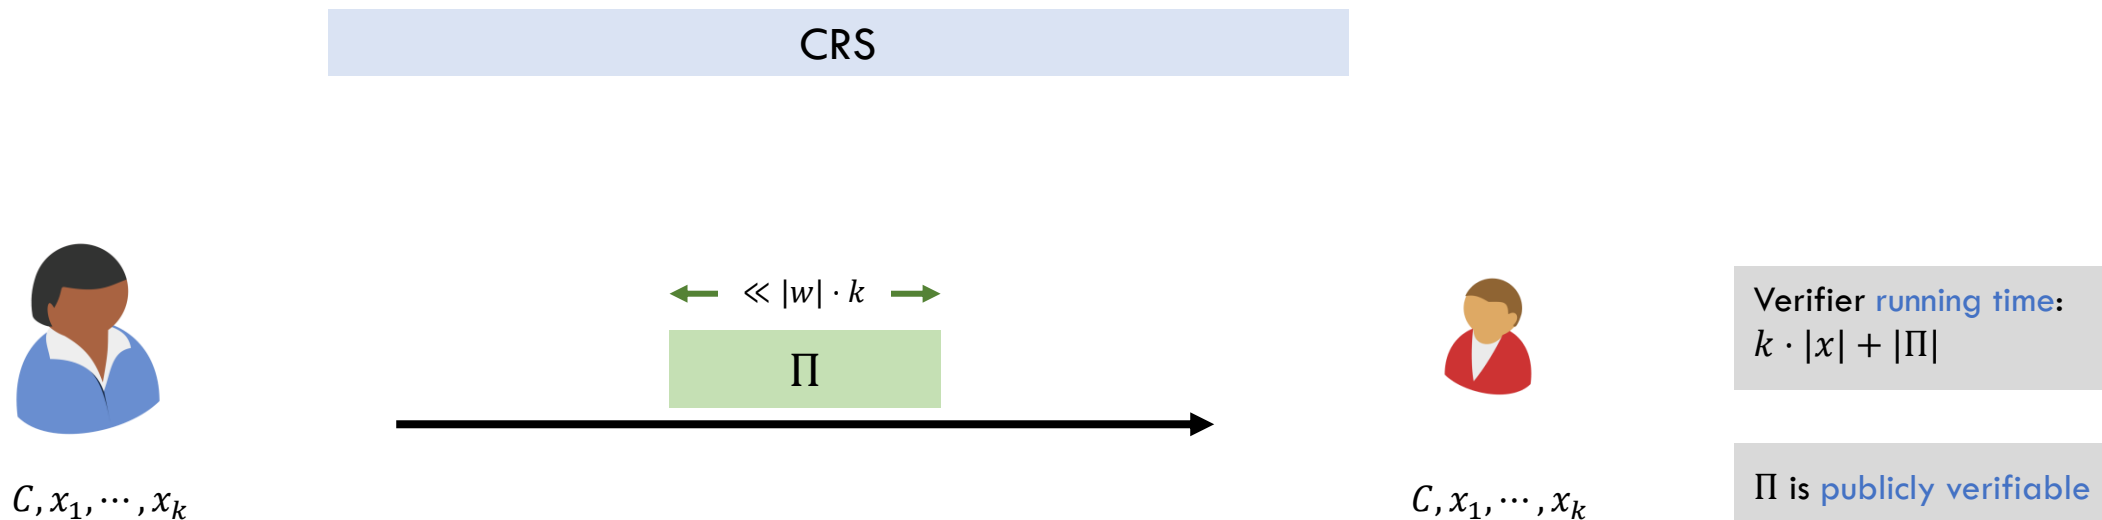 CRS
≪ |w| · k
Π
Verifier running time:
k · |x| + |Π|
Π is publicly verifiable
C, x₁, ⋯, xₖ
C, x₁, ⋯, xₖ